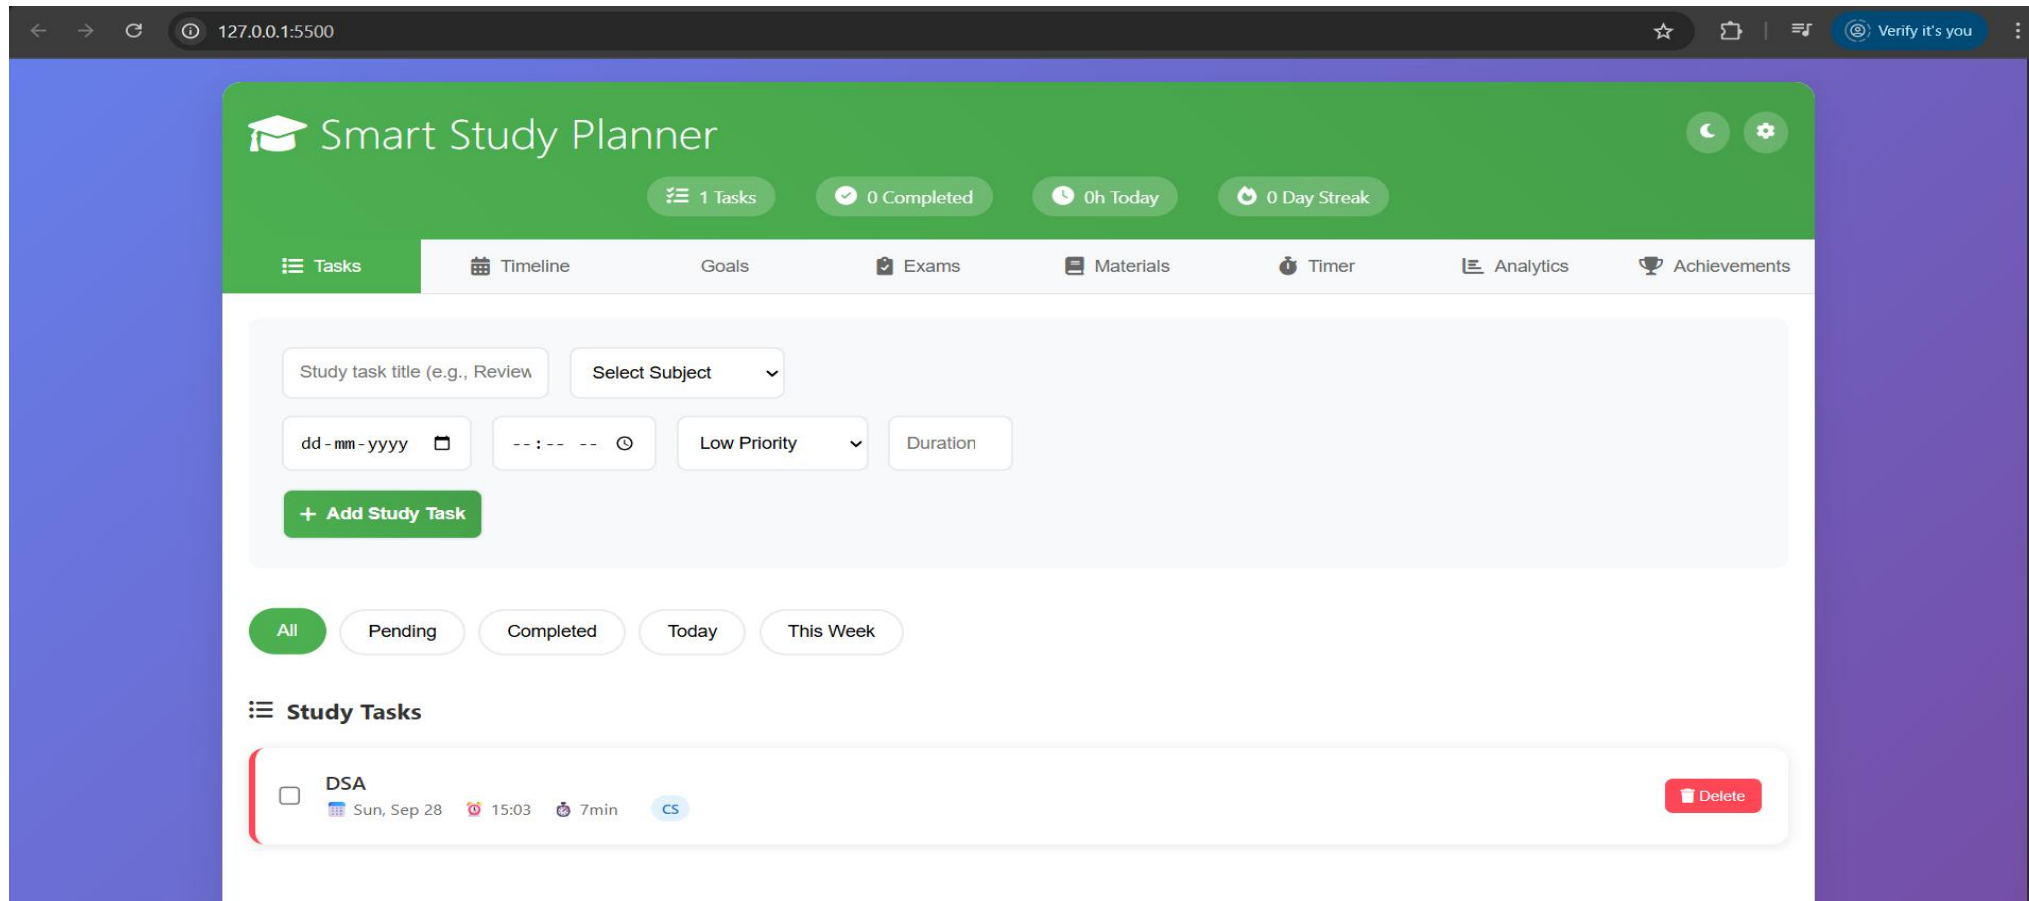 127.0.0.1:5500
Verify it's you
Smart Study Planner
1 Tasks 0 Completed 0h Today 0 Day Streak
Tasks Timeline Goals Exams Materials Timer Analytics Achievements
Study task title (e.g., Review Select Subject
dd-mm-yyyy --:-- -- Low Priority Duration
+ Add Study Task
All Pending Completed Today This Week
Study Tasks
DSA
Sun, Sep 28 15:03 7min CS
Delete